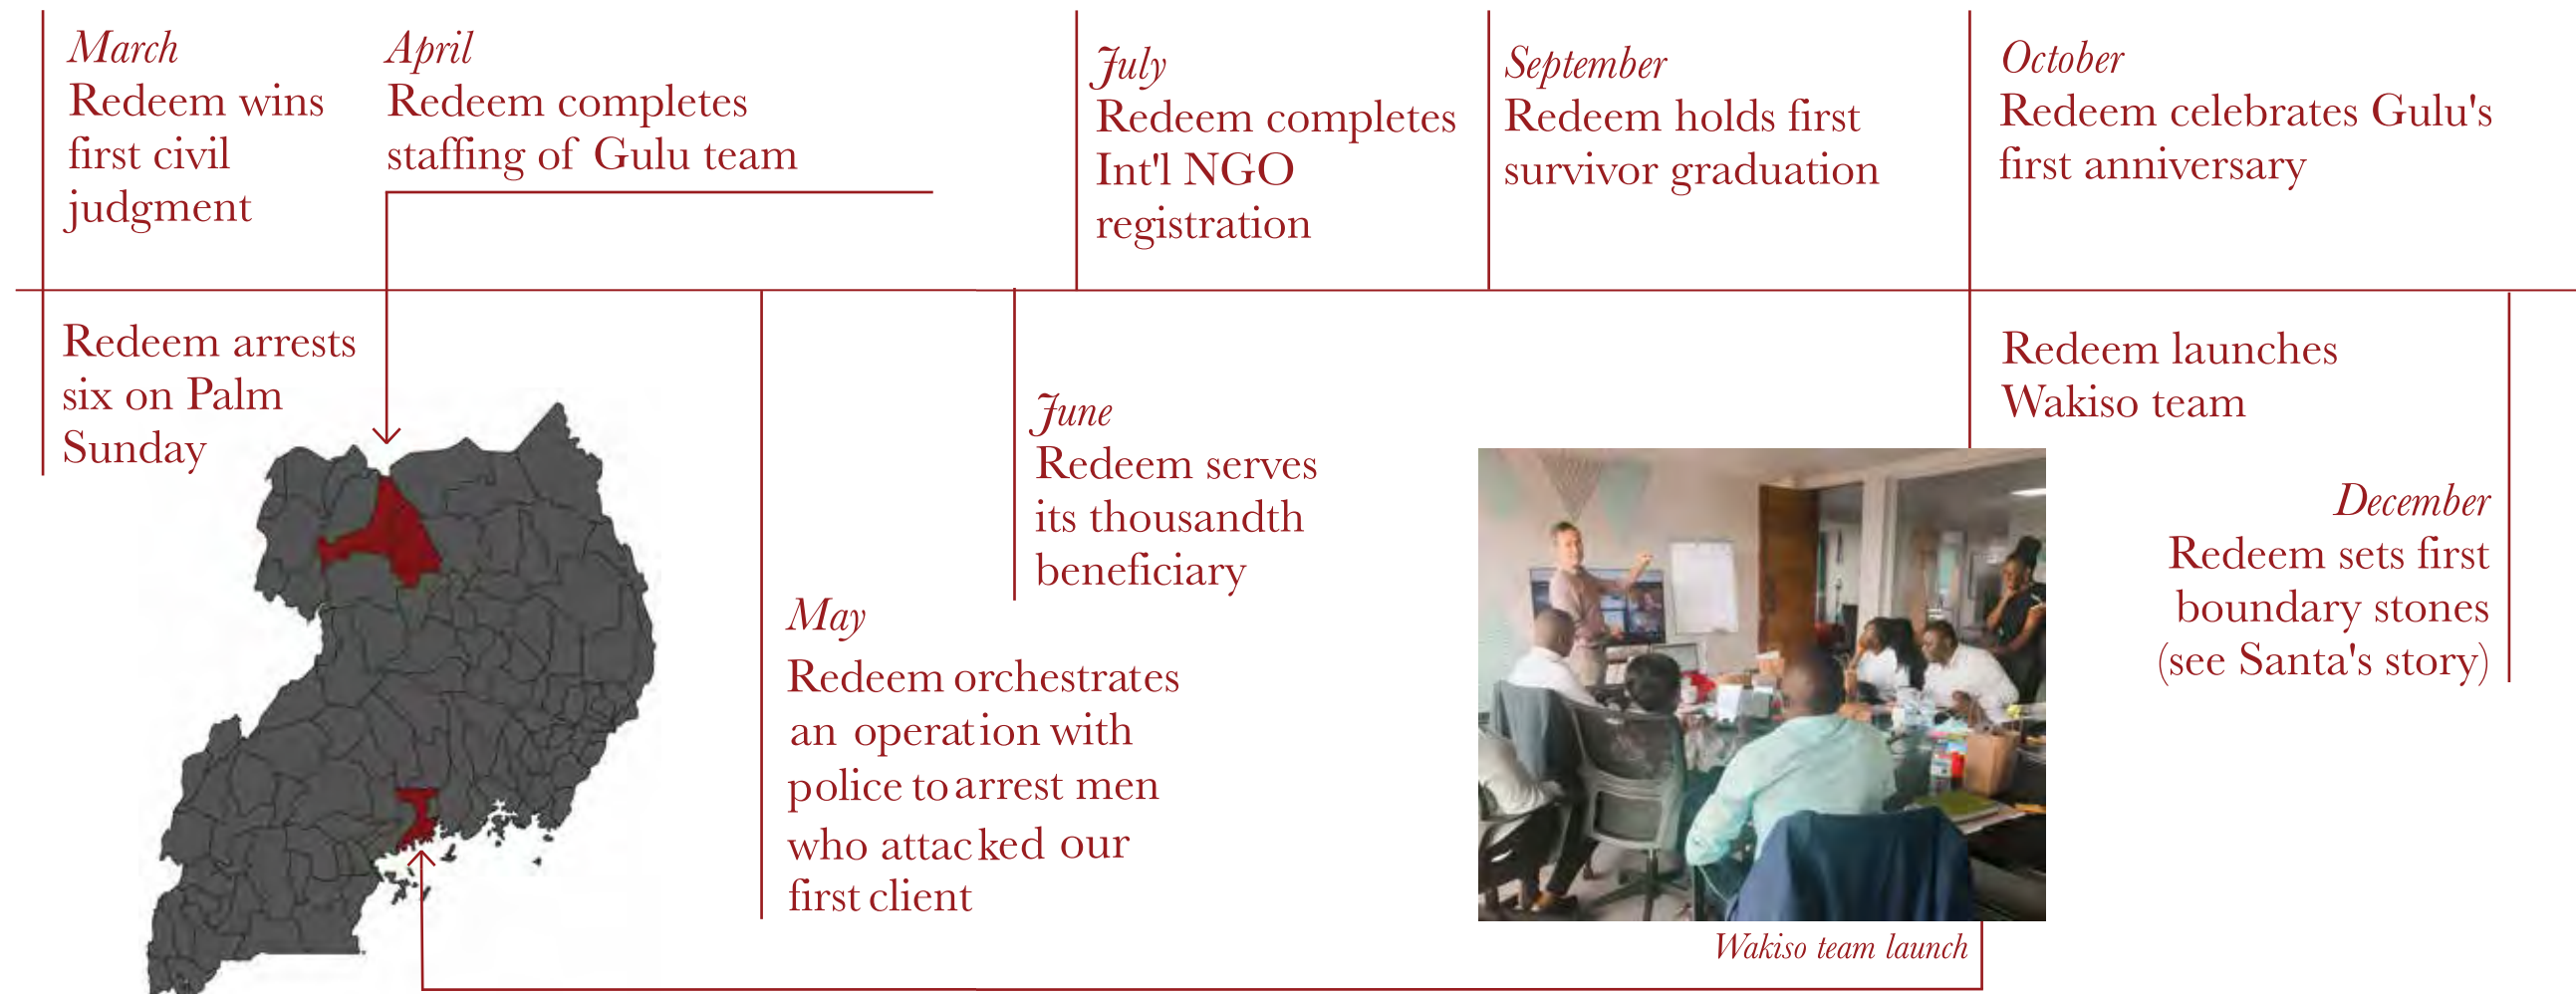 March
Redeem wins
first civil
judgment
April
Redeem completes
staffing of Gulu team
July
Redeem completes
Int'l NGO
registration
September
Redeem holds first
survivor graduation
October
Redeem celebrates Gulu's
first anniversary
Redeem arrests
six on Palm
Sunday
May
Redeem orchestrates
an operation with
police to arrest men
who attacked our
first client
June
Redeem serves
its thousandth
beneficiary
Redeem launches
Wakiso team
December
Redeem sets first
boundary stones
(see Santa's story)
Wakiso team launch